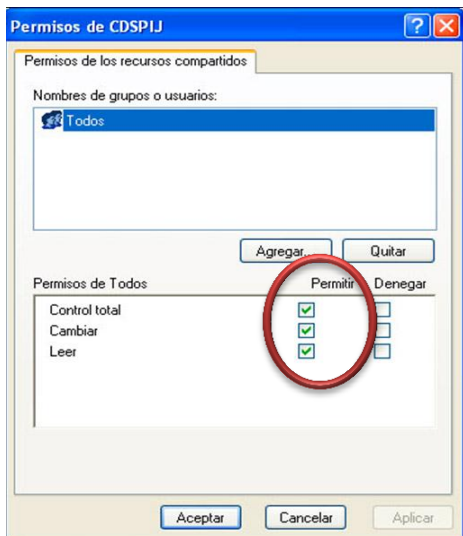 Permisos de CDSPIJ
Permisos de los recursos compartidos
Nombres de grupos o usuarios:
Todos
Agregar... Quitar
Permisos de Todos Permitir Denegar
Control total
Cambiar
Leer
Aceptar Cancelar Aplicar